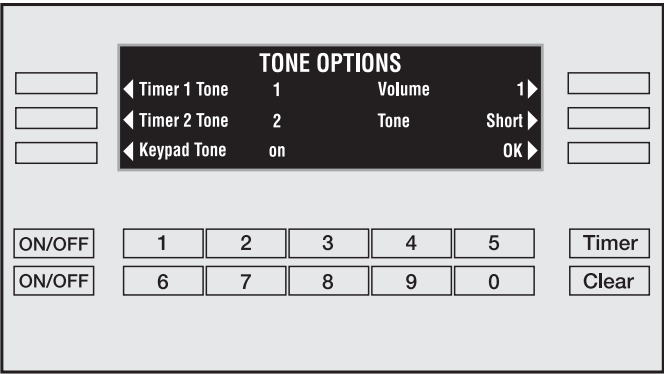 TONE OPTIONS
Timer 1 Tone 1 Volume 1
Timer 2 Tone 2 Tone Short
Keypad Tone on OK
ON/OFF 1 2 3 4 5 Timer
ON/OFF 6 7 8 9 0 Clear